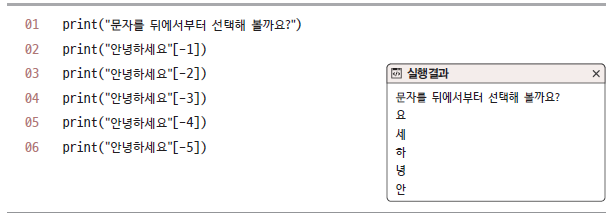 01 print("문자를 뒤에서부터 선택해 볼까요?")
02 print("안녕하세요"[-1])
03 print("안녕하세요"[-2])
04 print("안녕하세요"[-3])
05 print("안녕하세요"[-4])
06 print("안녕하세요"[-5])
실행결과
문자를 뒤에서부터 선택해 볼까요?
요
세
하
녕
안